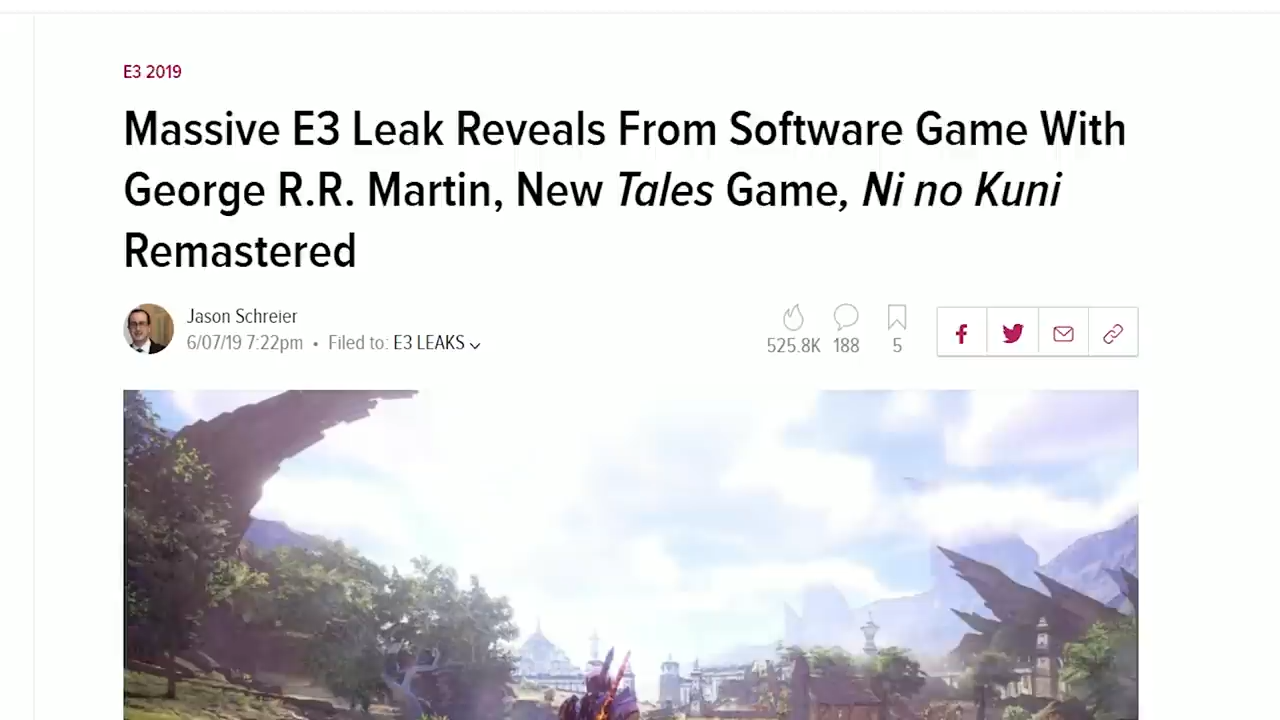 E3 2019
Massive E3 Leak Reveals From Software Game With
George R.R. Martin, New Tales Game, Ni no Kuni
Remastered
Jason Schreier
6/07/19 7:22pm • Filed to: E3 LEAKS
525.8K 188 5